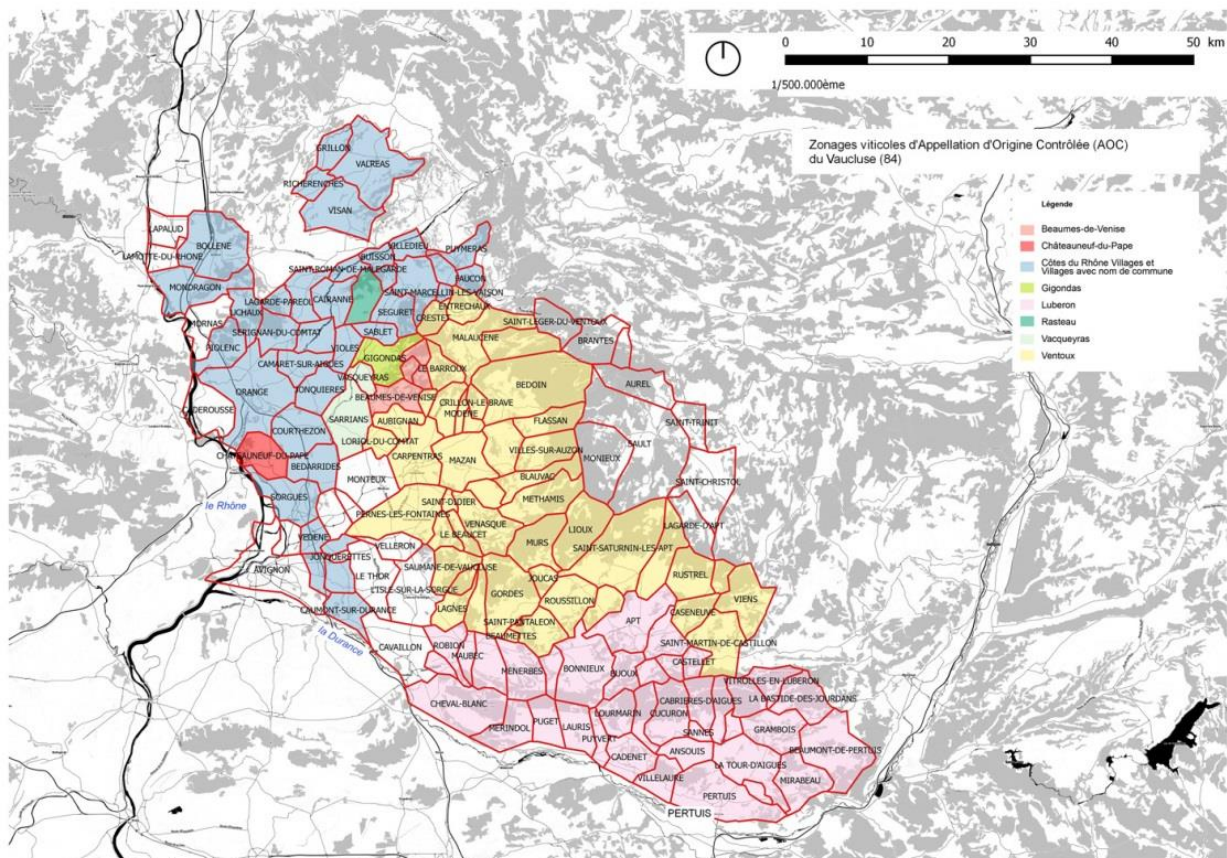 0 10 20 30 40 50 km
1/500.000ème
Zonages viticoles d'Appellation d'Origine Contrôlée (AOC)
du Vaucluse (84)
Légende
Beaumes-de-Venise
Châteauneuf-du-Pape
Côtes du Rhône Villages et
Villages avec nom de commune
Gigondas
Luberon
Rasteau
Vacqueyras
Ventoux
GRILLON
VALREAS
RICHERENCHES
VISAN
LAPALUD
BOLLENE
LAMOTTE-DU-RHONE
MONDRAGON
VILLEDIEU
PUYMERAS
BUISSON
SAINT-ROMAN-DE-MALEGARDE
FAUCON
SAINT-MARCELLIN-LES-VAISON
LAGARDE-PAREOL
CAIRANNE
UCHAUX
MORNAS
SEGURET
ENTRECHAUX
CRESTET
SAINT-LEGER-DU-VENTOUX
SERIGNAN-DU-COMTAT
SABLET
MALAUCENE
BRANTES
PIOLENC
VIOLES
CAMARET-SUR-AIGUES
GIGONDAS
LE BARROUX
VACQUEYRAS
BEDOIN
AUREL
ORANGE
JONQUIERES
BEAUMES-DE-VENISE
CRILLON-LE-BRAVE
MODENE
CADEROUSSE
SARRIANS
AUBIGNAN
FLASSAN
SAINT-TRINIT
COURTHEZON
LORIOL-DU-COMTAT
SAULT
CHATEAUNEUF-DU-PAPE
CARPENTRAS
MAZAN
VILLES-SUR-AUZON
MONIEUX
BEDARRIDES
MONTEUX
BLAUVAC
SAINT-CHRISTOL
SORGUES
SAINT-DIDIER
METHAMIS
le Rhône
PERNES-LES-FONTAINES
VENASQUE
LIOUX
LAGARDE-D'APT
LE BEAUCET
VEDENE
MURS
VELLERON
SAINT-SATURNIN-LES-APT
JONQUERETTES
AVIGNON
LE THOR
SAUMANE-DE-VAUCLUSE
JOUCAS
RUSTREL
L'ISLE-SUR-LA-SORGUE
GORDES
ROUSSILLON
VIENS
CAUMONT-SUR-DURANCE
LAGNES
CASENEUVE
SAINT-PANTALEON
APT
BEAUMETTES
la Durance
CAVAILLON
ROBION
MAUBEC
SAINT-MARTIN-DE-CASTILLON
MENERBES
BONNIEUX
BUOUX
CASTELLET
VITROLLES-EN-LUBERON
CHEVAL-BLANC
CABRIERES-D'AIGUES
LA BASTIDE-DES-JOURDANS
LOURMARIN
CUCURON
MERINDOL
PUGET
LAURIS
SANNES
GRAMBOIS
PUYVERT
CADENET
ANSOUIS
BEAUMONT-DE-PERTUIS
LA TOUR-D'AIGUES
VILLELAURE
MIRABEAU
PERTUIS
PERTUIS